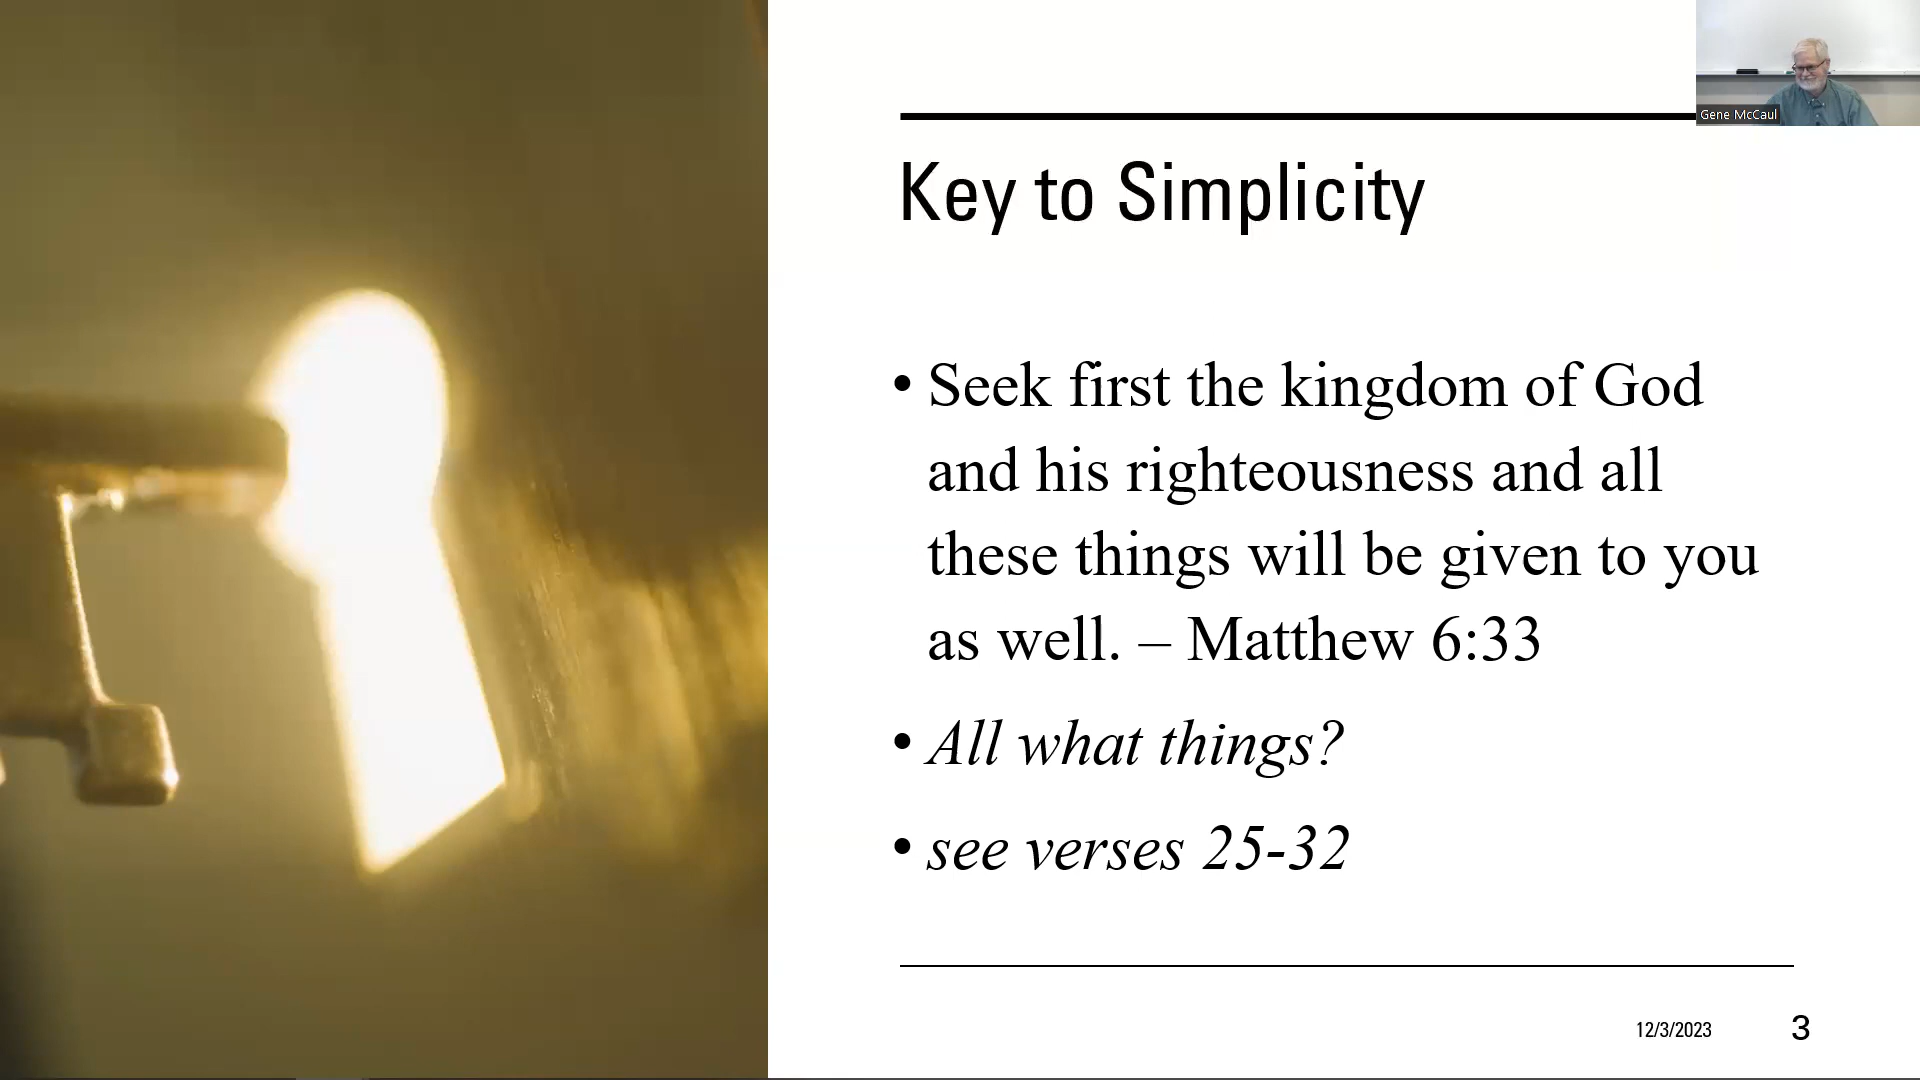 Gene McCaul
Key to Simplicity
• Seek first the kingdom of God
and his righteousness and all
these things will be given to you
as well. – Matthew 6:33
• All what things?
• see verses 25-32
12/3/2023
3